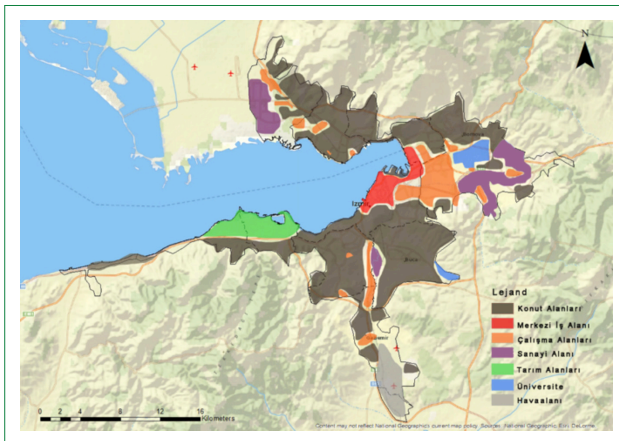 N
İzmir
Lejand
Konut Alanları
Merkezi İş Alanı
Çalışma Alanları
Sanayi Alanı
Tarım Alanları
Üniversite
Havaalanı
0 2 4 8 12 16
Kilometers
Content may not reflect National Geographic's current map policy. Sources: National Geographic, Esri, DeLorme,